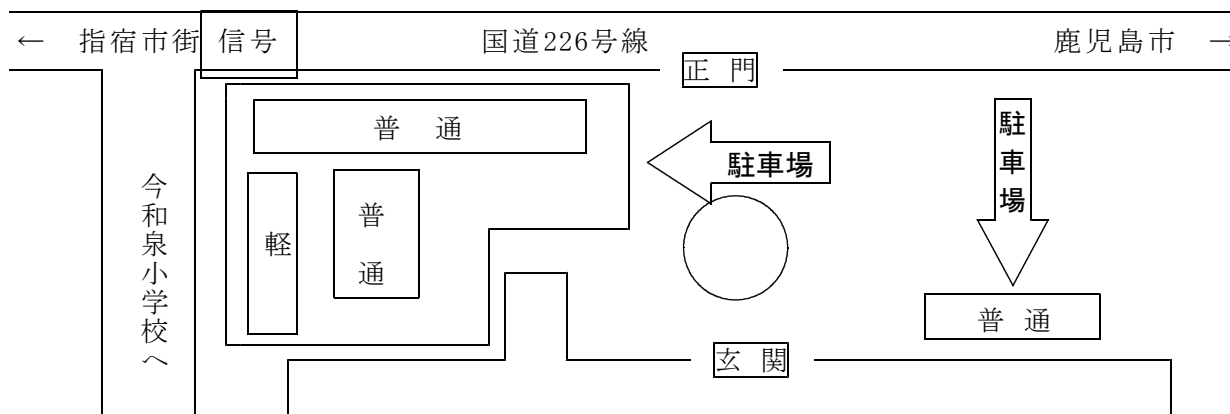 ← 指宿市街
信号
国道226号線
鹿児島市 →
正 門
普 通
駐車場
駐車場
今和泉小学校へ
軽
普通
普 通
玄 関